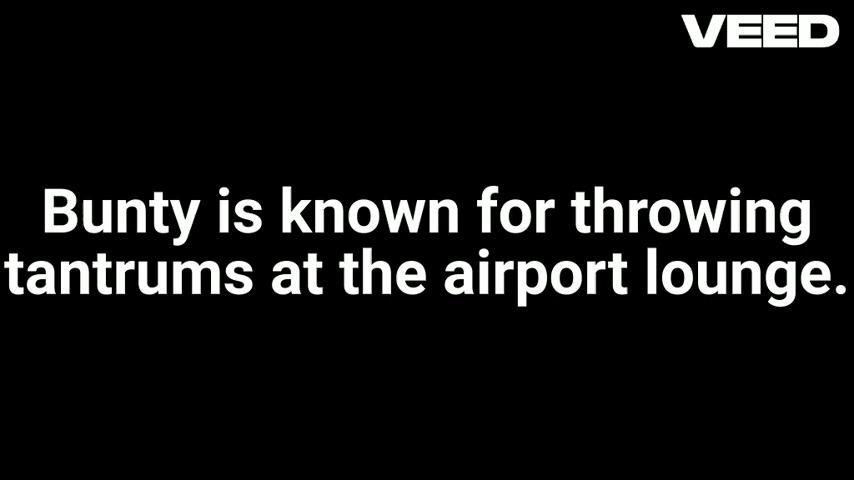 VEED
Bunty is known for throwing
tantrums at the airport lounge.